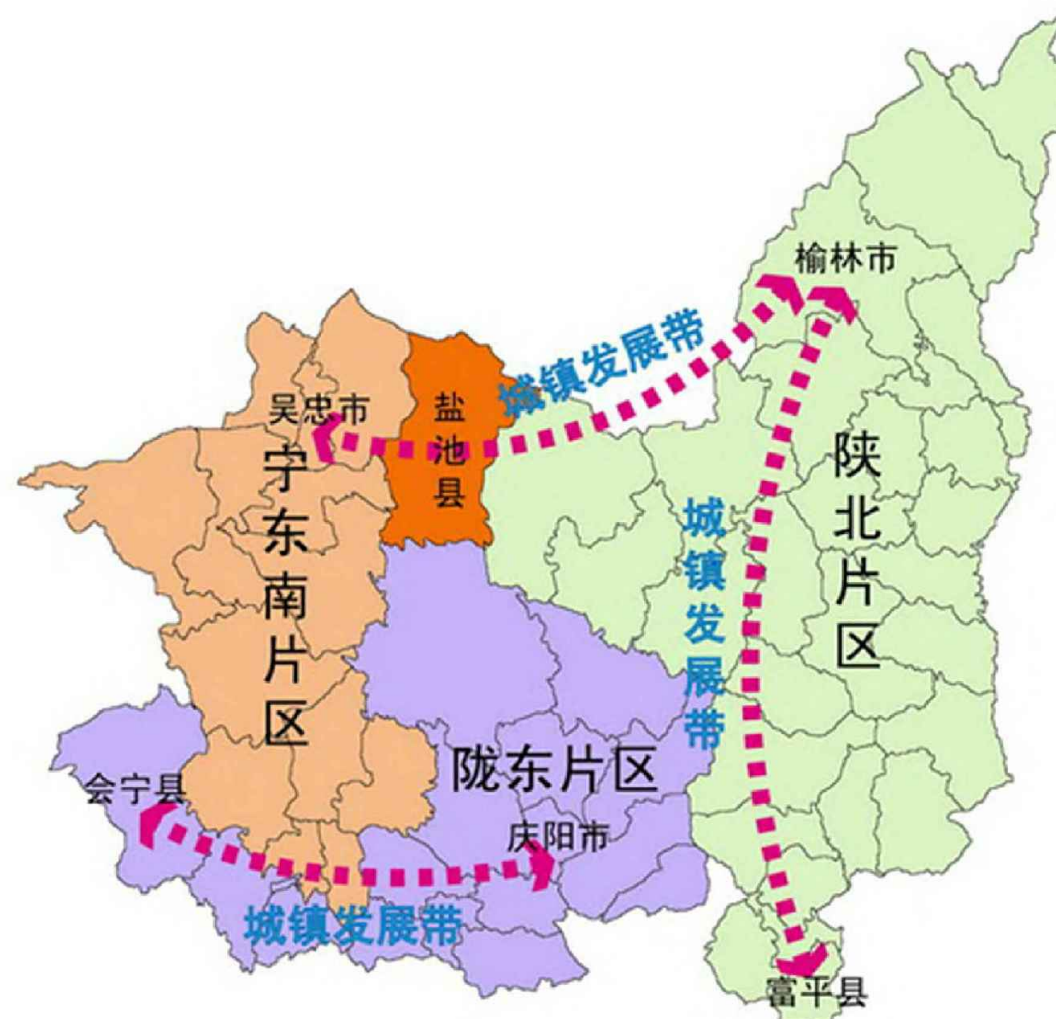 榆林市
城镇发展带
吴忠市
盐池县
宁东南片区
陕北片区
城镇发展带
陇东片区
会宁县
庆阳市
城镇发展带
富平县